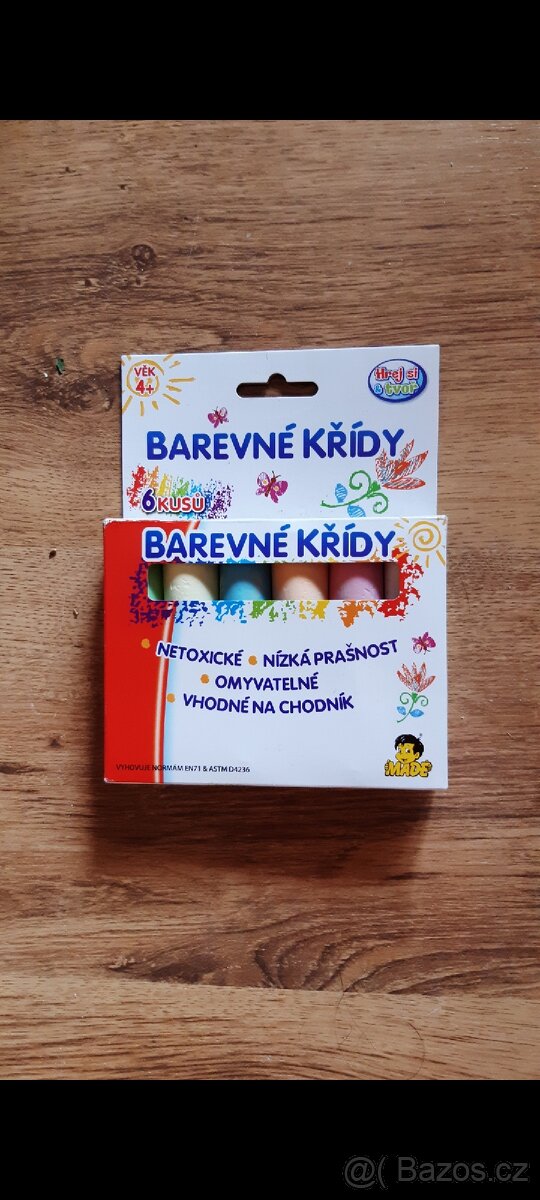 VĚK
4+
Hrej si
& tvoř
BAREVNÉ KŘÍDY
6 KUSŮ
BAREVNÉ KŘÍDY
NETOXICKÉ • NÍZKÁ PRAŠNOST
• OMYVATELNÉ
• VHODNÉ NA CHODNÍK
VYHOVUJE NORMÁM EN71 & ASTM D4236
MADE
@( Bazos.cz